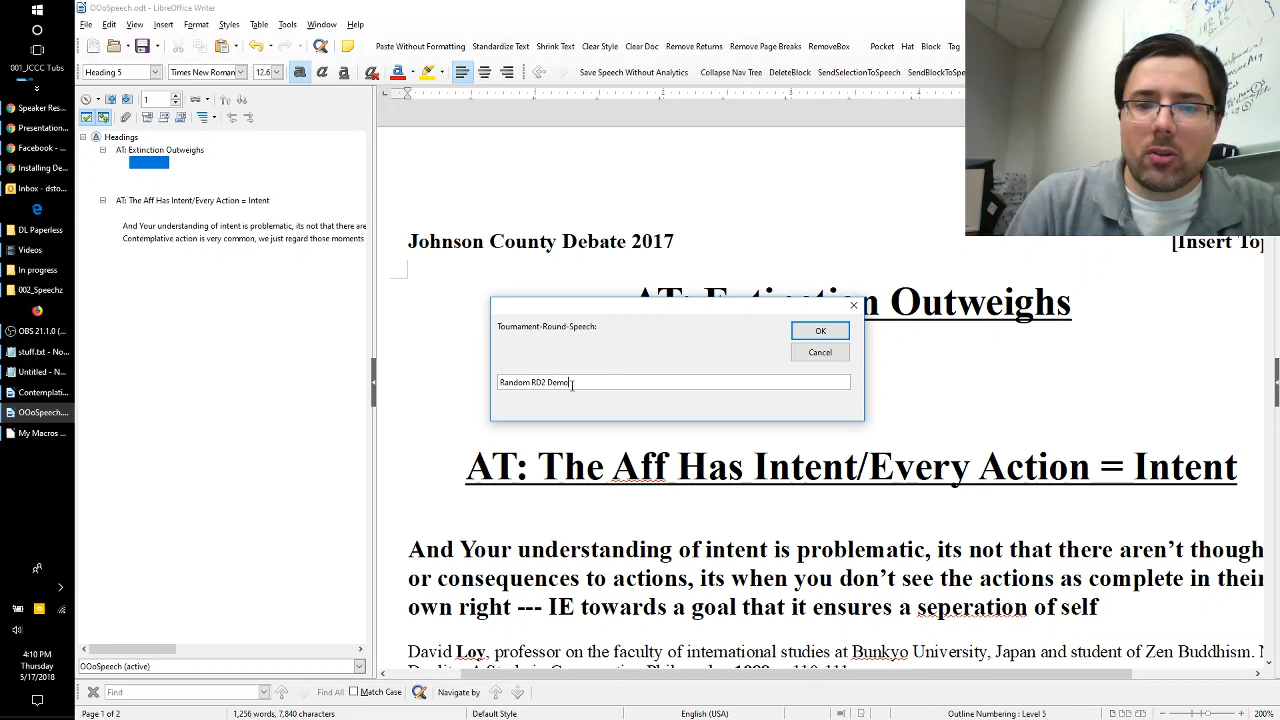 OOoSpeech.odt - LibreOffice Writer
File Edit View Insert Format Styles Table Tools Window Help
Paste Without Formatting Standardize Text Shrink Text Clear Style Clear Doc Remove Returns Remove PageBreaks RemoveBox Pocket Hat Block Tag
Heading 5 Times New Roman 12.6 a a a a Save Speech Without Analytics
001_JCCC Tubs
Speaker Res...
Presentation...
Facebook - ...
Installing De...
Inbox - dsto...
DL Paperless
Videos
In progress
002_Speechz
OBS 21.1.0 (...
stuff.txt - No...
Untitled - No...
Contemplati...
OOoSpeech....
My Macros ...
4:10 PM
Thursday
5/17/2018
1
Headings
AT: Extinction Outweighs
AT: The Aff Has Intent/Every Action = Intent
And Your understanding of intent is problematic, its not that there are
Contemplative action is very common, we just regard those moments
OOoSpeech (active)
Johnson County Debate 2017 [Insert To
AT: Extinction Outweighs
Tournament-Round-Speech:
OK
Cancel
Random RD2 Demo
AT: The Aff Has Intent/Every Action = Intent
And Your understanding of intent is problematic, its not that there aren't though
or consequences to actions, its when you don't see the actions as complete in their
own right --- IE towards a goal that it ensures a seperation of self
David Loy, professor on the faculty of international studies at Bunkyo University, Japan and student of Zen Buddhism.
Find Find All Match Case Navigate by
Page 1 of 2 1,256 words, 7,840 characters Default Style English (USA) Outline Numbering : Level 5 200%